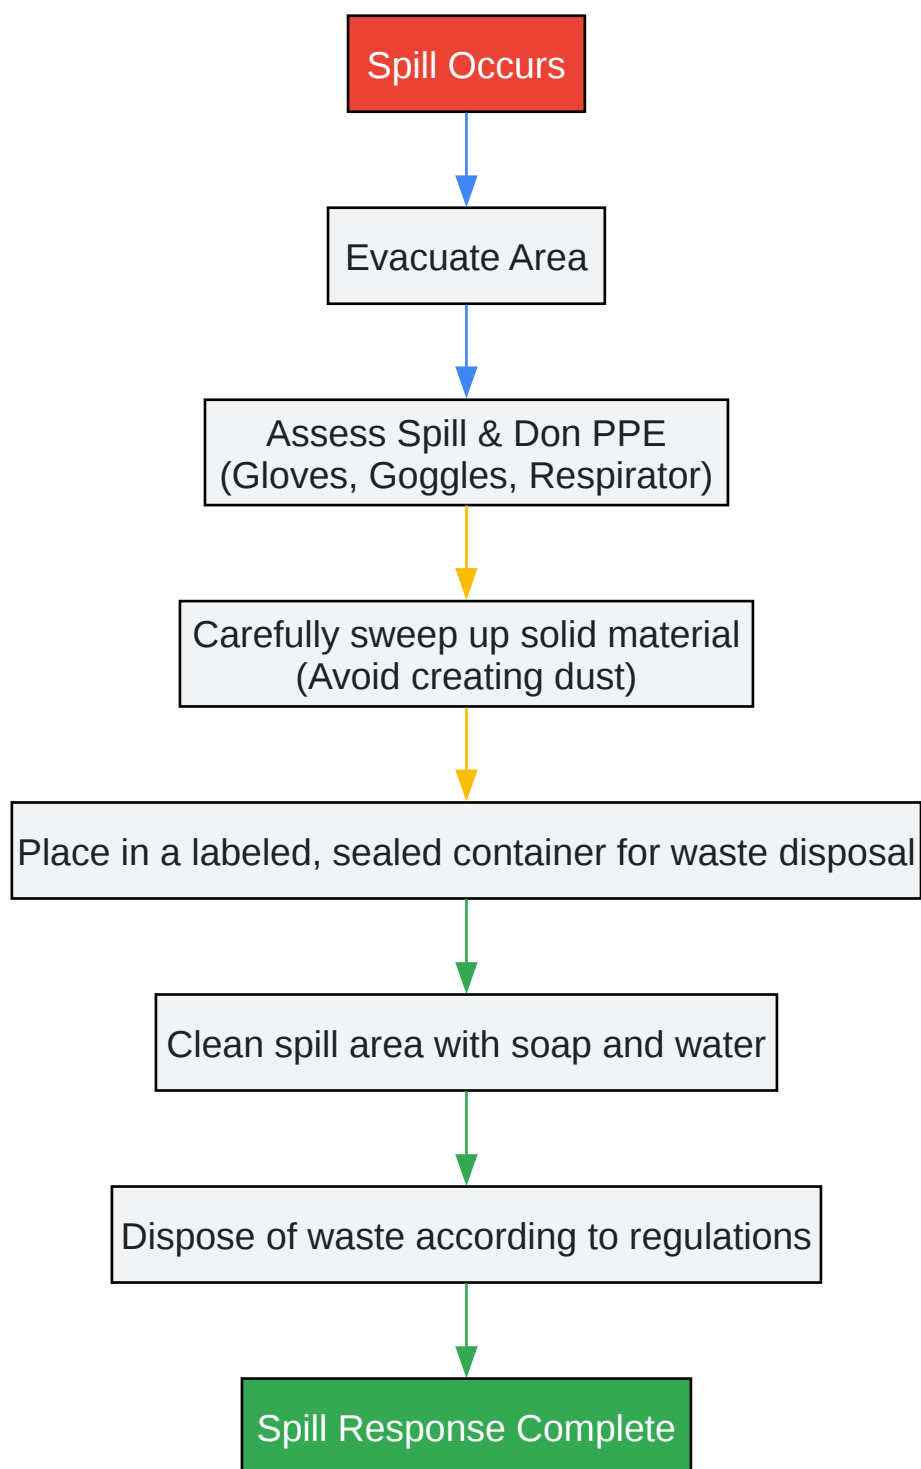 Spill Occurs
Evacuate Area
Assess Spill & Don PPE
(Gloves, Goggles, Respirator)
Carefully sweep up solid material
(Avoid creating dust)
Place in a labeled, sealed container for waste disposal
Clean spill area with soap and water
Dispose of waste according to regulations
Spill Response Complete